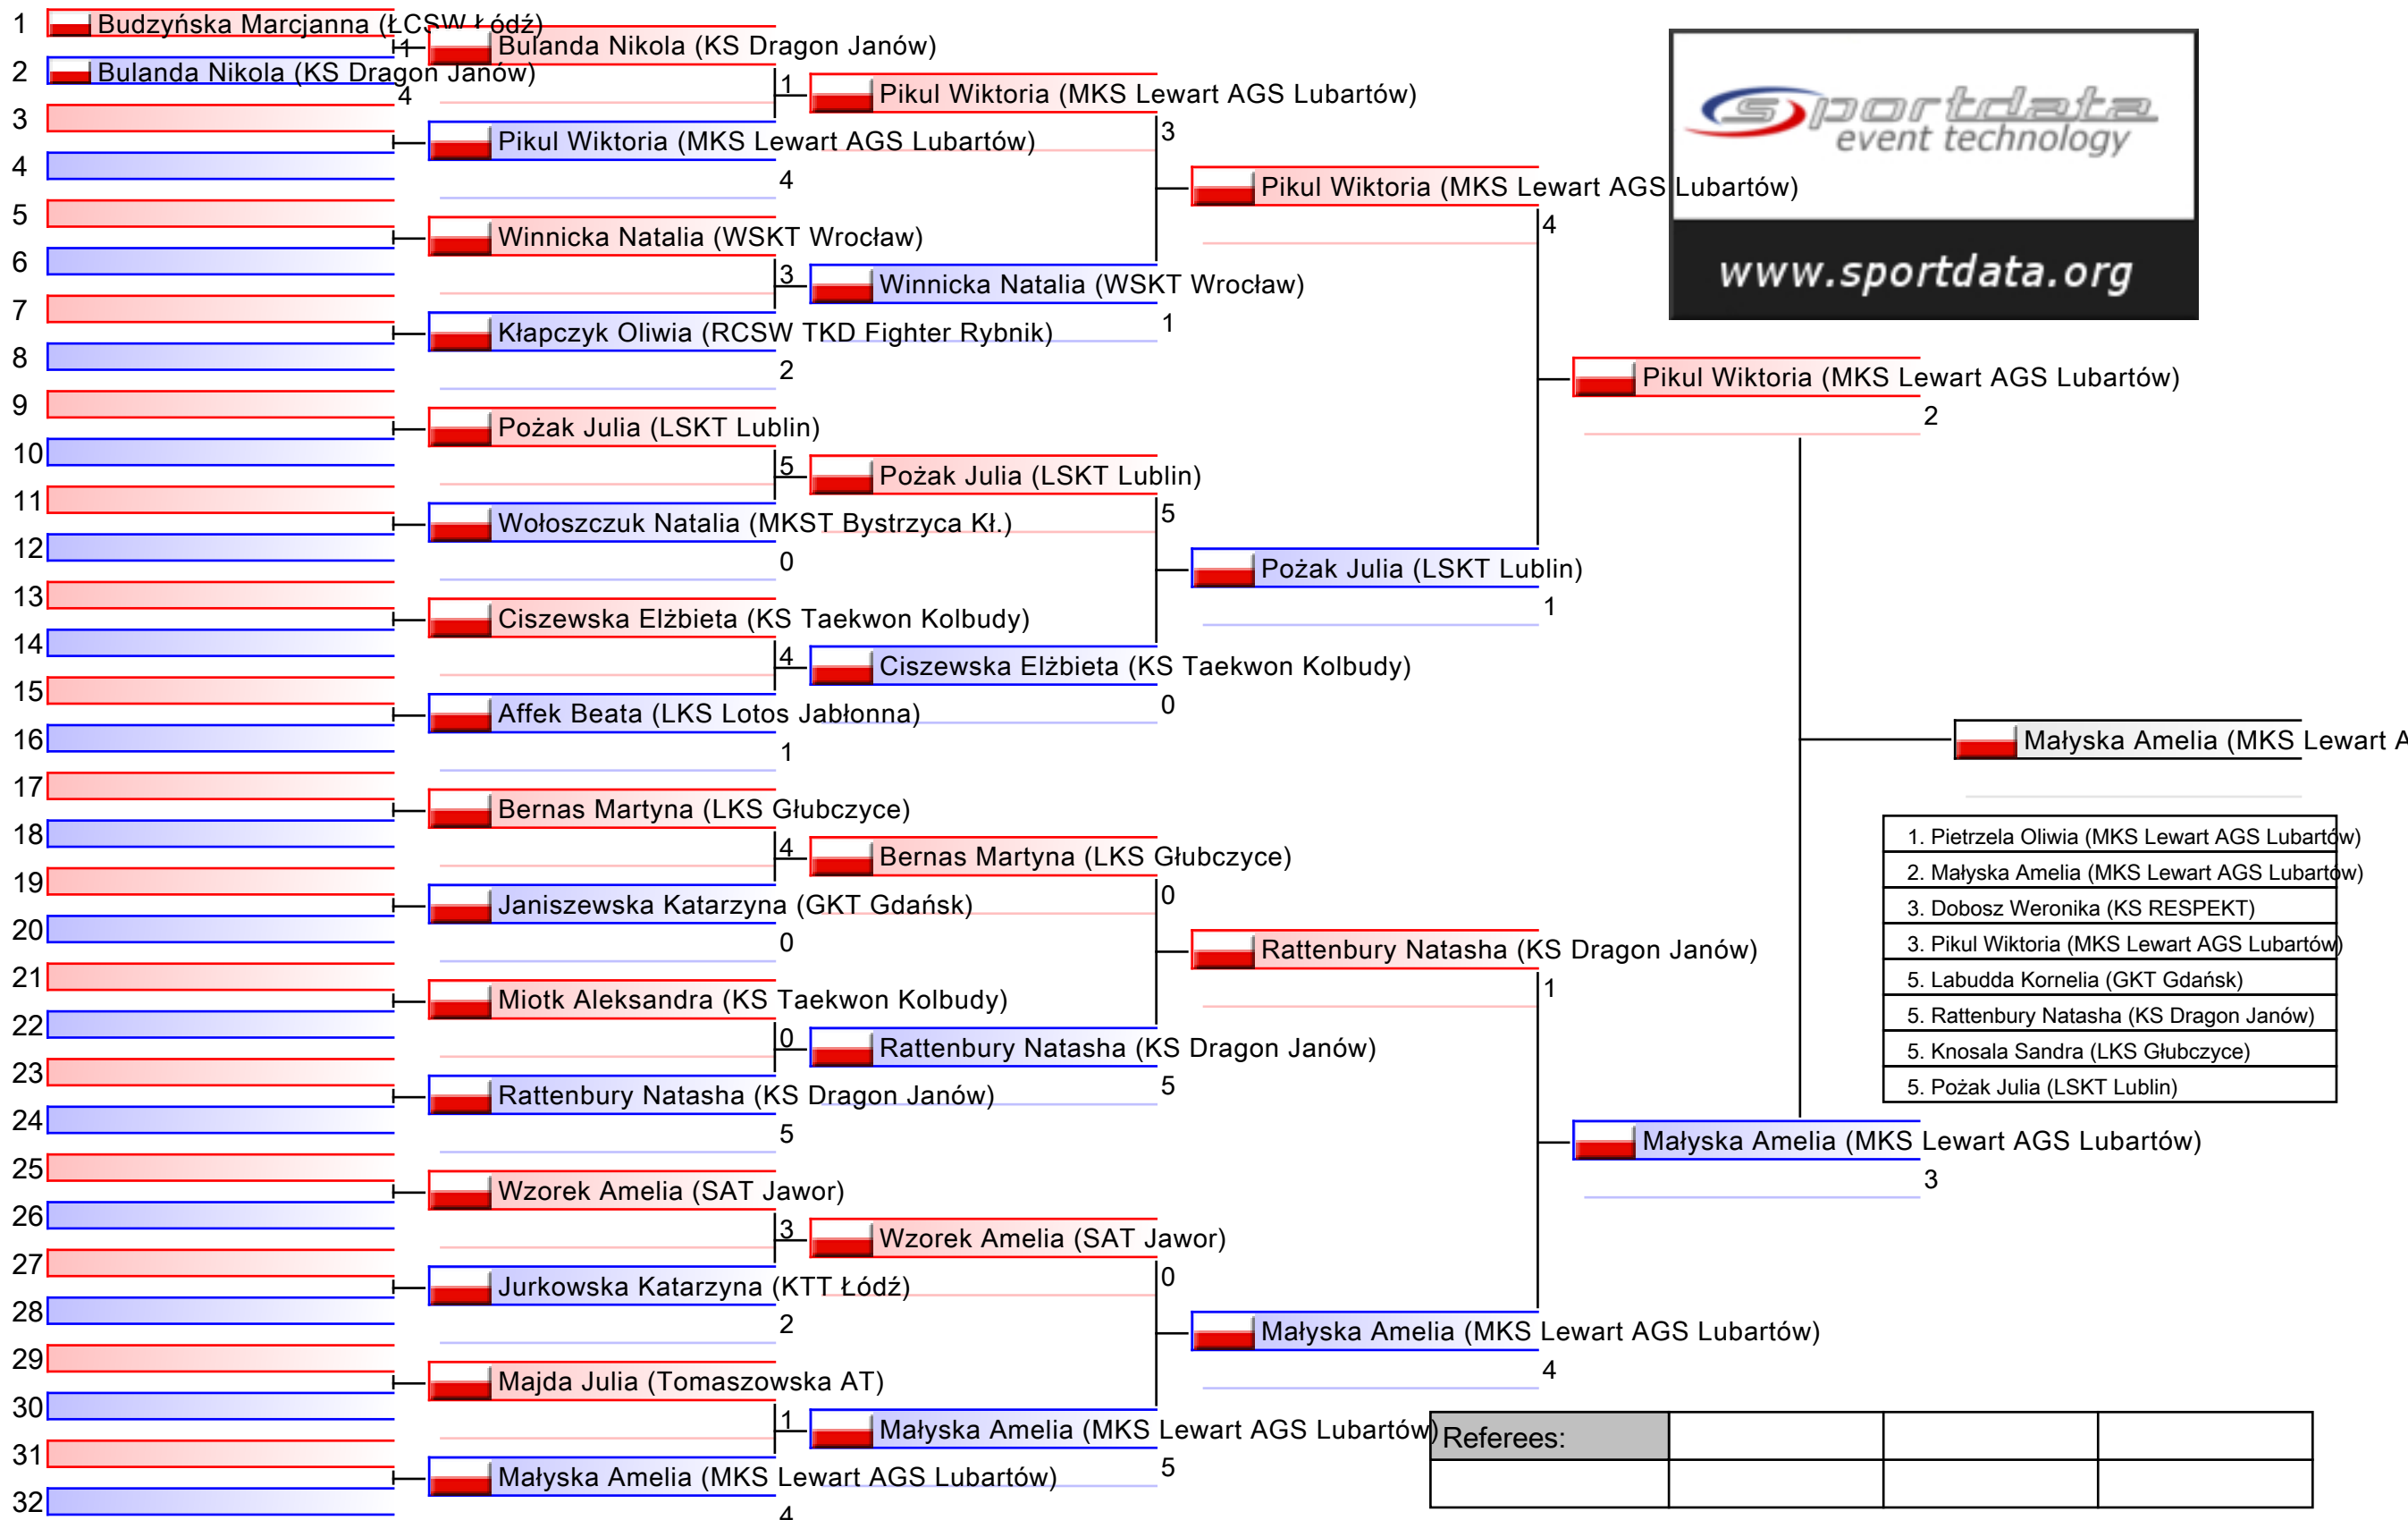 1 Budzyńska Marcjanna (ŁCSW Łódź)
1
2 Bulanda Nikola (KS Dragon Janów)
4
3
4
5
6
7
8
9
10
11
12
13
14
15
16
17
18
19
20
21
22
23
24
25
26
27
28
29
30
31
32
Bulanda Nikola (KS Dragon Janów)
1
Pikul Wiktoria (MKS Lewart AGS Lubartów)
4
Winnicka Natalia (WSKT Wrocław)
3
Kłapczyk Oliwia (RCSW TKD Fighter Rybnik)
2
Pożak Julia (LSKT Lublin)
5
Wołoszczuk Natalia (MKST Bystrzyca Kł.)
0
Ciszewska Elżbieta (KS Taekwon Kolbudy)
4
Affek Beata (LKS Lotos Jabłonna)
1
Bernas Martyna (LKS Głubczyce)
4
Janiszewska Katarzyna (GKT Gdańsk)
0
Miotk Aleksandra (KS Taekwon Kolbudy)
0
Rattenbury Natasha (KS Dragon Janów)
5
Wzorek Amelia (SAT Jawor)
3
Jurkowska Katarzyna (KTT Łódź)
2
Majda Julia (Tomaszowska AT)
1
Małyska Amelia (MKS Lewart AGS Lubartów)
4
Pikul Wiktoria (MKS Lewart AGS Lubartów)
3
Winnicka Natalia (WSKT Wrocław)
1
Pożak Julia (LSKT Lublin)
5
Ciszewska Elżbieta (KS Taekwon Kolbudy)
0
Bernas Martyna (LKS Głubczyce)
0
Rattenbury Natasha (KS Dragon Janów)
5
Wzorek Amelia (SAT Jawor)
0
Małyska Amelia (MKS Lewart AGS Lubartów)
5
Pikul Wiktoria (MKS Lewart AGS Lubartów)
4
Pożak Julia (LSKT Lublin)
1
Rattenbury Natasha (KS Dragon Janów)
1
Małyska Amelia (MKS Lewart AGS Lubartów)
4
Pikul Wiktoria (MKS Lewart AGS Lubartów)
2
Małyska Amelia (MKS Lewart AGS Lubartów)
3
Małyska Amelia (MKS Lewart A
sportdata
event technology
www.sportdata.org
1. Pietrzela Oliwia (MKS Lewart AGS Lubartów)
2. Małyska Amelia (MKS Lewart AGS Lubartów)
3. Dobosz Weronika (KS RESPEKT)
3. Pikul Wiktoria (MKS Lewart AGS Lubartów)
5. Labudda Kornelia (GKT Gdańsk)
5. Rattenbury Natasha (KS Dragon Janów)
5. Knosala Sandra (LKS Głubczyce)
5. Pożak Julia (LSKT Lublin)
Referees: